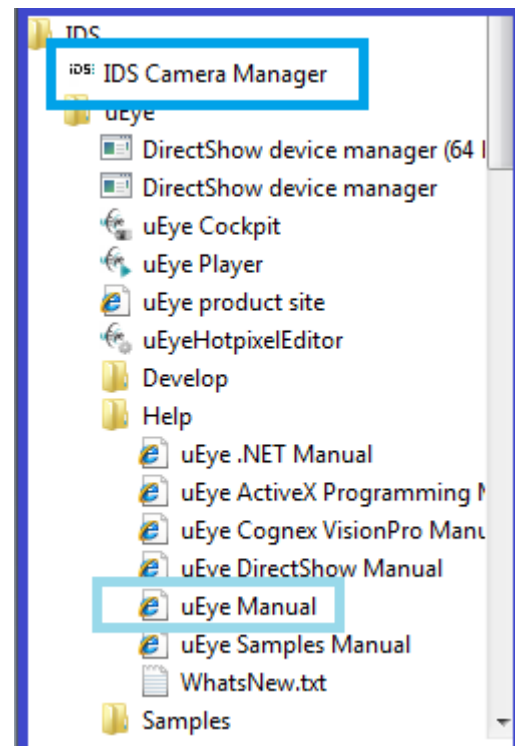 IDS
IDS: IDS Camera Manager
uEye
DirectShow device manager (64
DirectShow device manager
uEye Cockpit
uEye Player
uEye product site
uEyeHotpixelEditor
Develop
Help
uEye .NET Manual
uEye ActiveX Programming
uEye Cognex VisionPro Manu
uEye DirectShow Manual
uEye Manual
uEye Samples Manual
WhatsNew.txt
Samples